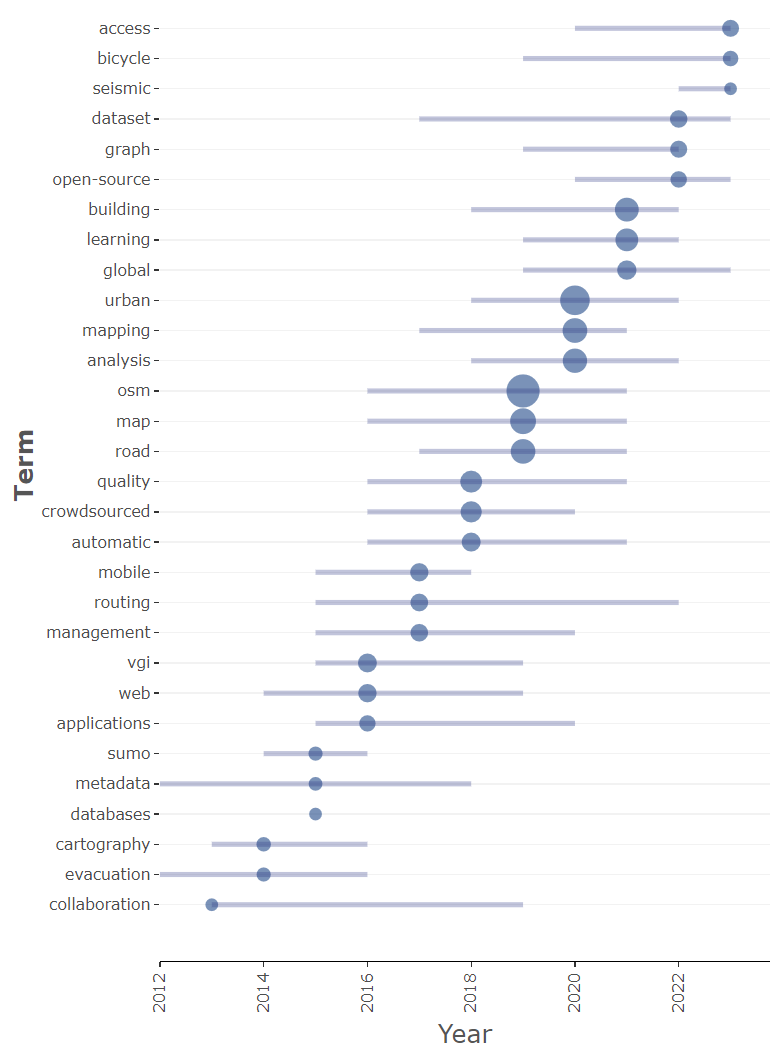 access
bicycle
seismic
dataset
graph
open-source
building
learning
global
urban
mapping
analysis
osm
map
road
quality
crowdsourced
automatic
mobile
routing
management
vgi
web
applications
sumo
metadata
databases
cartography
evacuation
collaboration
Term
2012 2014 2016 2018 2020 2022
Year